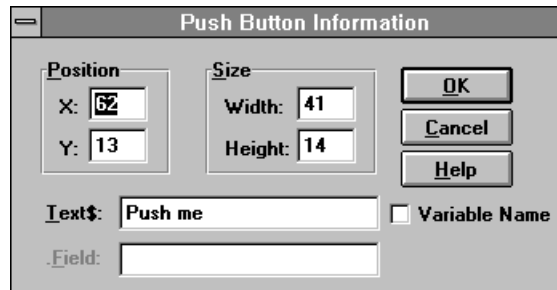 Push Button Information
Position
X: 62
Y: 13
Size
Width: 41
Height: 14
OK
Cancel
Help
Text$: Push me
Variable Name
.Field: